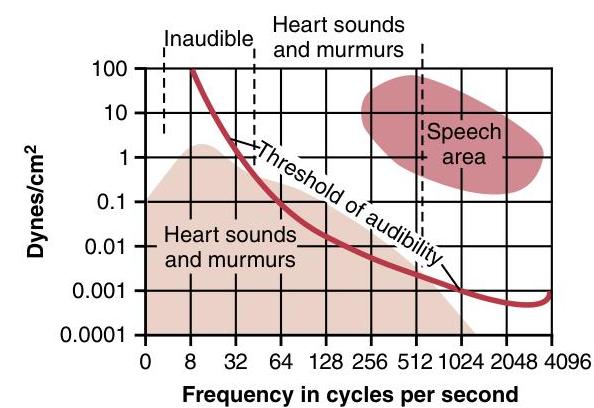 Inaudible
Heart sounds
and murmurs
100
10
1
0.1
0.01
0.001
0.0001
Dynes/cm²
Speech
area
Threshold of audibility
Heart sounds
and murmurs
0 8 32 64 128 256 512 1024 2048 4096
Frequency in cycles per second